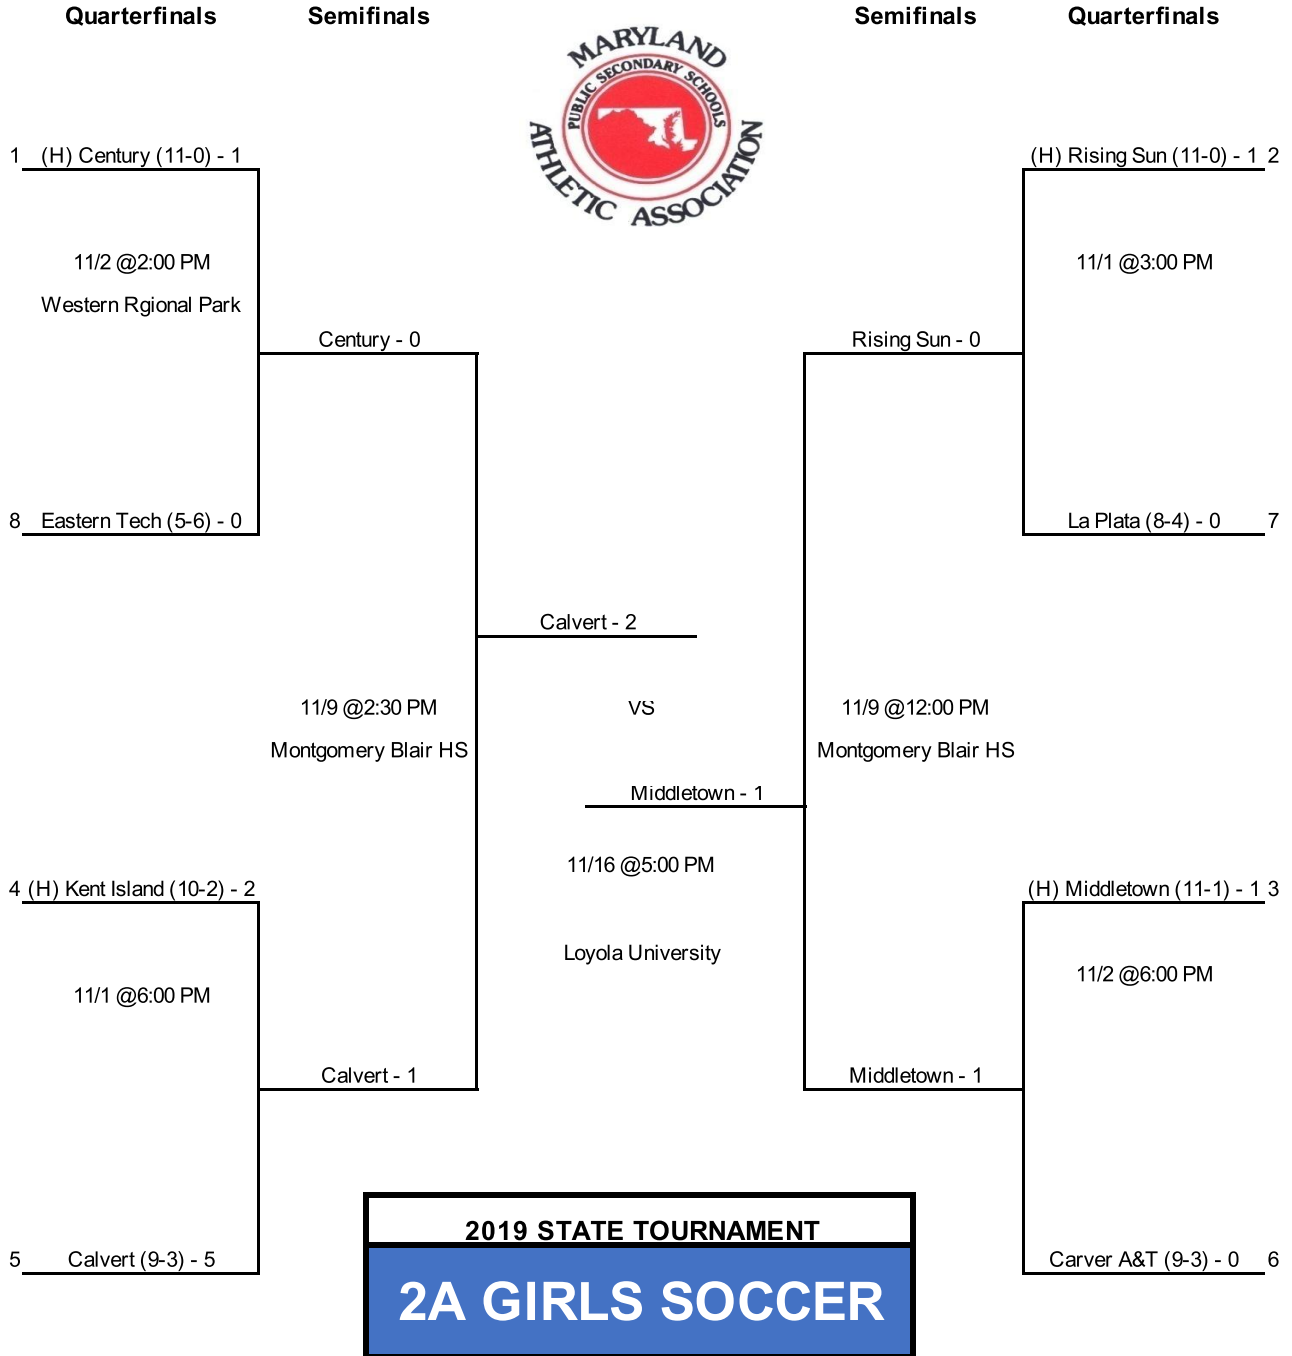 Quarterfinals Semifinals Semifinals Quarterfinals
MARYLAND
PUBLIC SECONDARY SCHOOLS
ATHLETIC ASSOCIATION
1 (H) Century (11-0) - 1
(H) Rising Sun (11-0) - 1 2
11/2 @2:00 PM
11/1 @3:00 PM
Western Rgional Park
Century - 0
Rising Sun - 0
8 Eastern Tech (5-6) - 0
La Plata (8-4) - 0 7
Calvert - 2
11/9 @2:30 PM
VS
11/9 @12:00 PM
Montgomery Blair HS
Montgomery Blair HS
Middletown - 1
11/16 @5:00 PM
4 (H) Kent Island (10-2) - 2
(H) Middletown (11-1) - 1 3
Loyola University
11/1 @6:00 PM
11/2 @6:00 PM
Calvert - 1
Middletown - 1
5 Calvert (9-3) - 5
Carver A&T (9-3) - 0 6
2019 STATE TOURNAMENT
2A GIRLS SOCCER